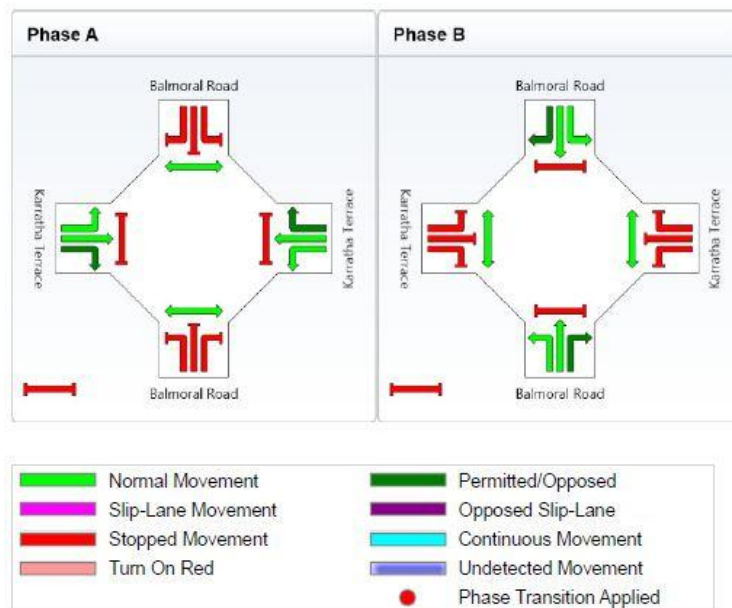 Phase A
Phase B
Balmoral Road
Balmoral Road
Karratha Terrace
Karratha Terrace
Karratha Terrace
Karratha Terrace
Balmoral Road
Balmoral Road
Normal Movement
Permitted/Opposed
Slip-Lane Movement
Opposed Slip-Lane
Stopped Movement
Continuous Movement
Turn On Red
Undetected Movement
Phase Transition Applied